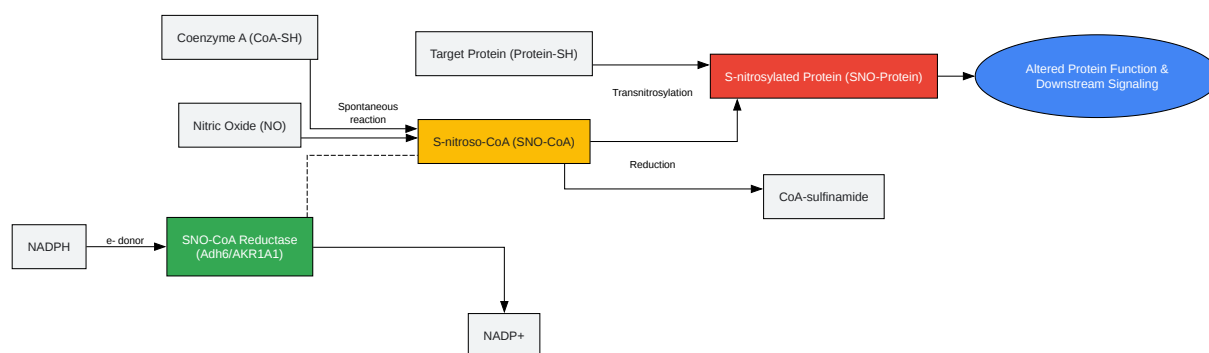 Coenzyme A (CoA-SH)
Target Protein (Protein-SH)
S-nitrosylated Protein (SNO-Protein)
Altered Protein Function &
Downstream Signaling
Transnitrosylation
Spontaneous
reaction
Nitric Oxide (NO)
S-nitroso-CoA (SNO-CoA)
Reduction
CoA-sulfinamide
NADPH
e- donor
SNO-CoA Reductase
(Adh6/AKR1A1)
NADP+